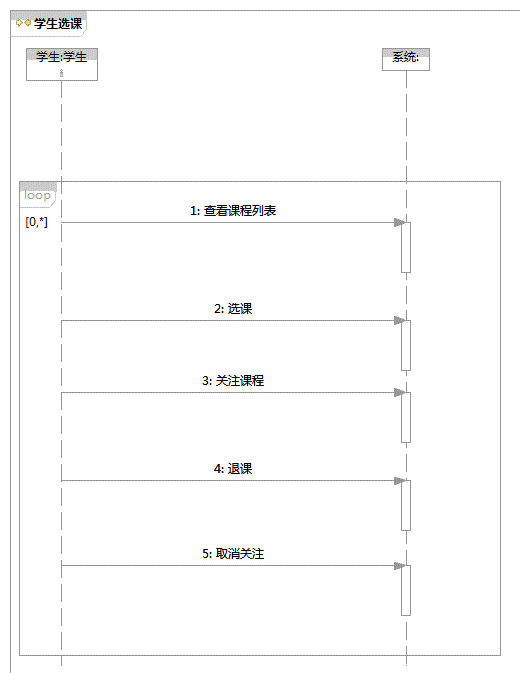 学生选课
学生:学生
系统:
loop
[0,*]
1: 查看课程列表
2: 选课
3: 关注课程
4: 退课
5: 取消关注